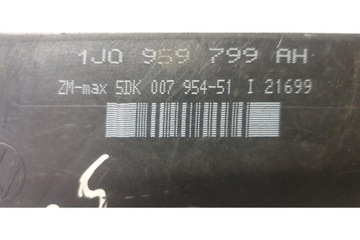 1J0 959 799 AH
ZM-max 5DK 007 954-51 I 21699